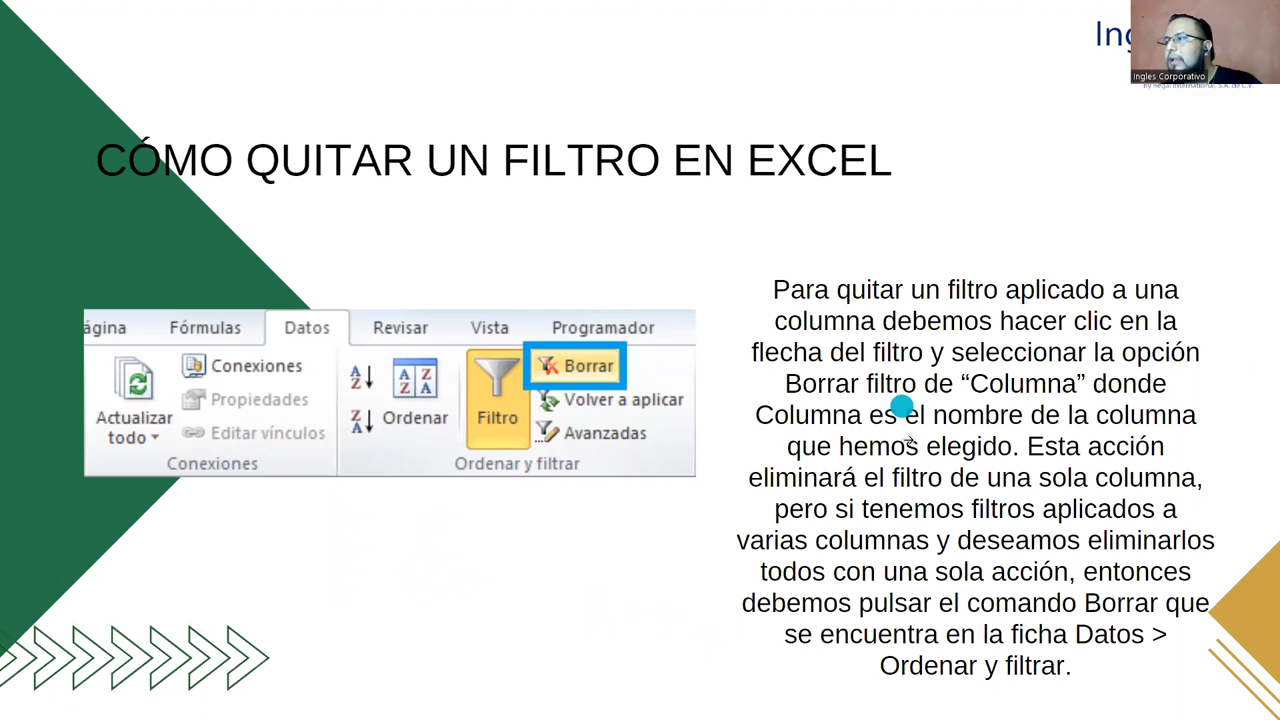 Ing
Ingles Corporativo
By Regal International, S.A. de C.V.
CÓMO QUITAR UN FILTRO EN EXCEL
ágina Fórmulas Datos Revisar Vista Programador
Actualizar todo
Conexiones
Propiedades
Editar vínculos
Conexiones
A Z
Z A
A Z Z A
Ordenar
Filtro
Borrar
Volver a aplicar
Avanzadas
Ordenar y filtrar
Para quitar un filtro aplicado a una
columna debemos hacer clic en la
flecha del filtro y seleccionar la opción
Borrar filtro de “Columna” donde
Columna es el nombre de la columna
que hemos elegido. Esta acción
eliminará el filtro de una sola columna,
pero si tenemos filtros aplicados a
varias columnas y deseamos eliminarlos
todos con una sola acción, entonces
debemos pulsar el comando Borrar que
se encuentra en la ficha Datos >
Ordenar y filtrar.